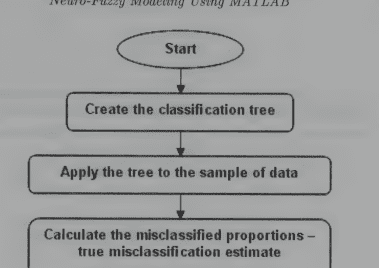 Neuro-Fuzzy Modeling Using MATLAB
Start
Create the classification tree
Apply the tree to the sample of data
Calculate the misclassified proportions –
true misclassification estimate